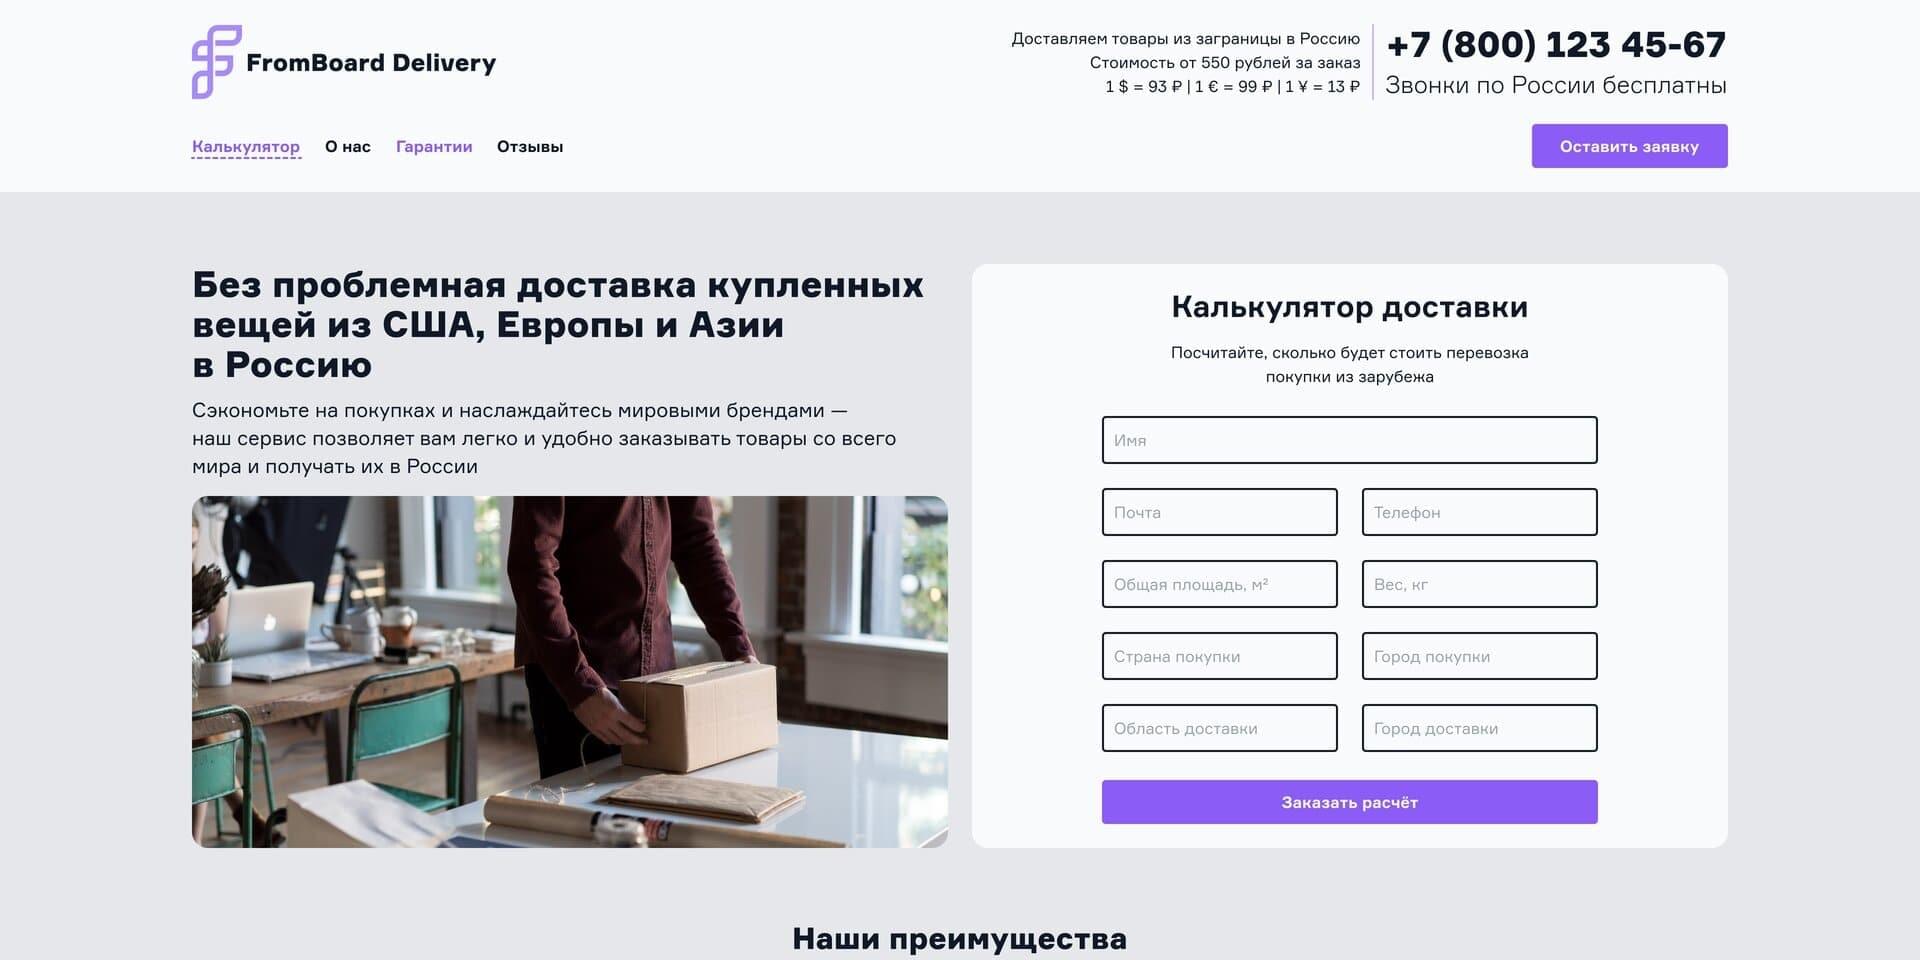 FromBoard Delivery
Доставляем товары из заграницы в Россию
Стоимость от 550 рублей за заказ
1 $ = 93 ₽ | 1 € = 99 ₽ | 1 ¥ = 13 ₽
+7 (800) 123 45-67
Звонки по России бесплатны
Калькулятор О нас Гарантии Отзывы
Оставить заявку
Без проблемная доставка купленных
вещей из США, Европы и Азии
в Россию
Сэкономьте на покупках и наслаждайтесь мировыми брендами —
наш сервис позволяет вам легко и удобно заказывать товары со всего
мира и получать их в России
Калькулятор доставки
Посчитайте, сколько будет стоить перевозка
покупки из зарубежа
Имя
Почта Телефон
Общая площадь, м² Вес, кг
Страна покупки Город покупки
Область доставки Город доставки
Заказать расчёт
Наши преимущества